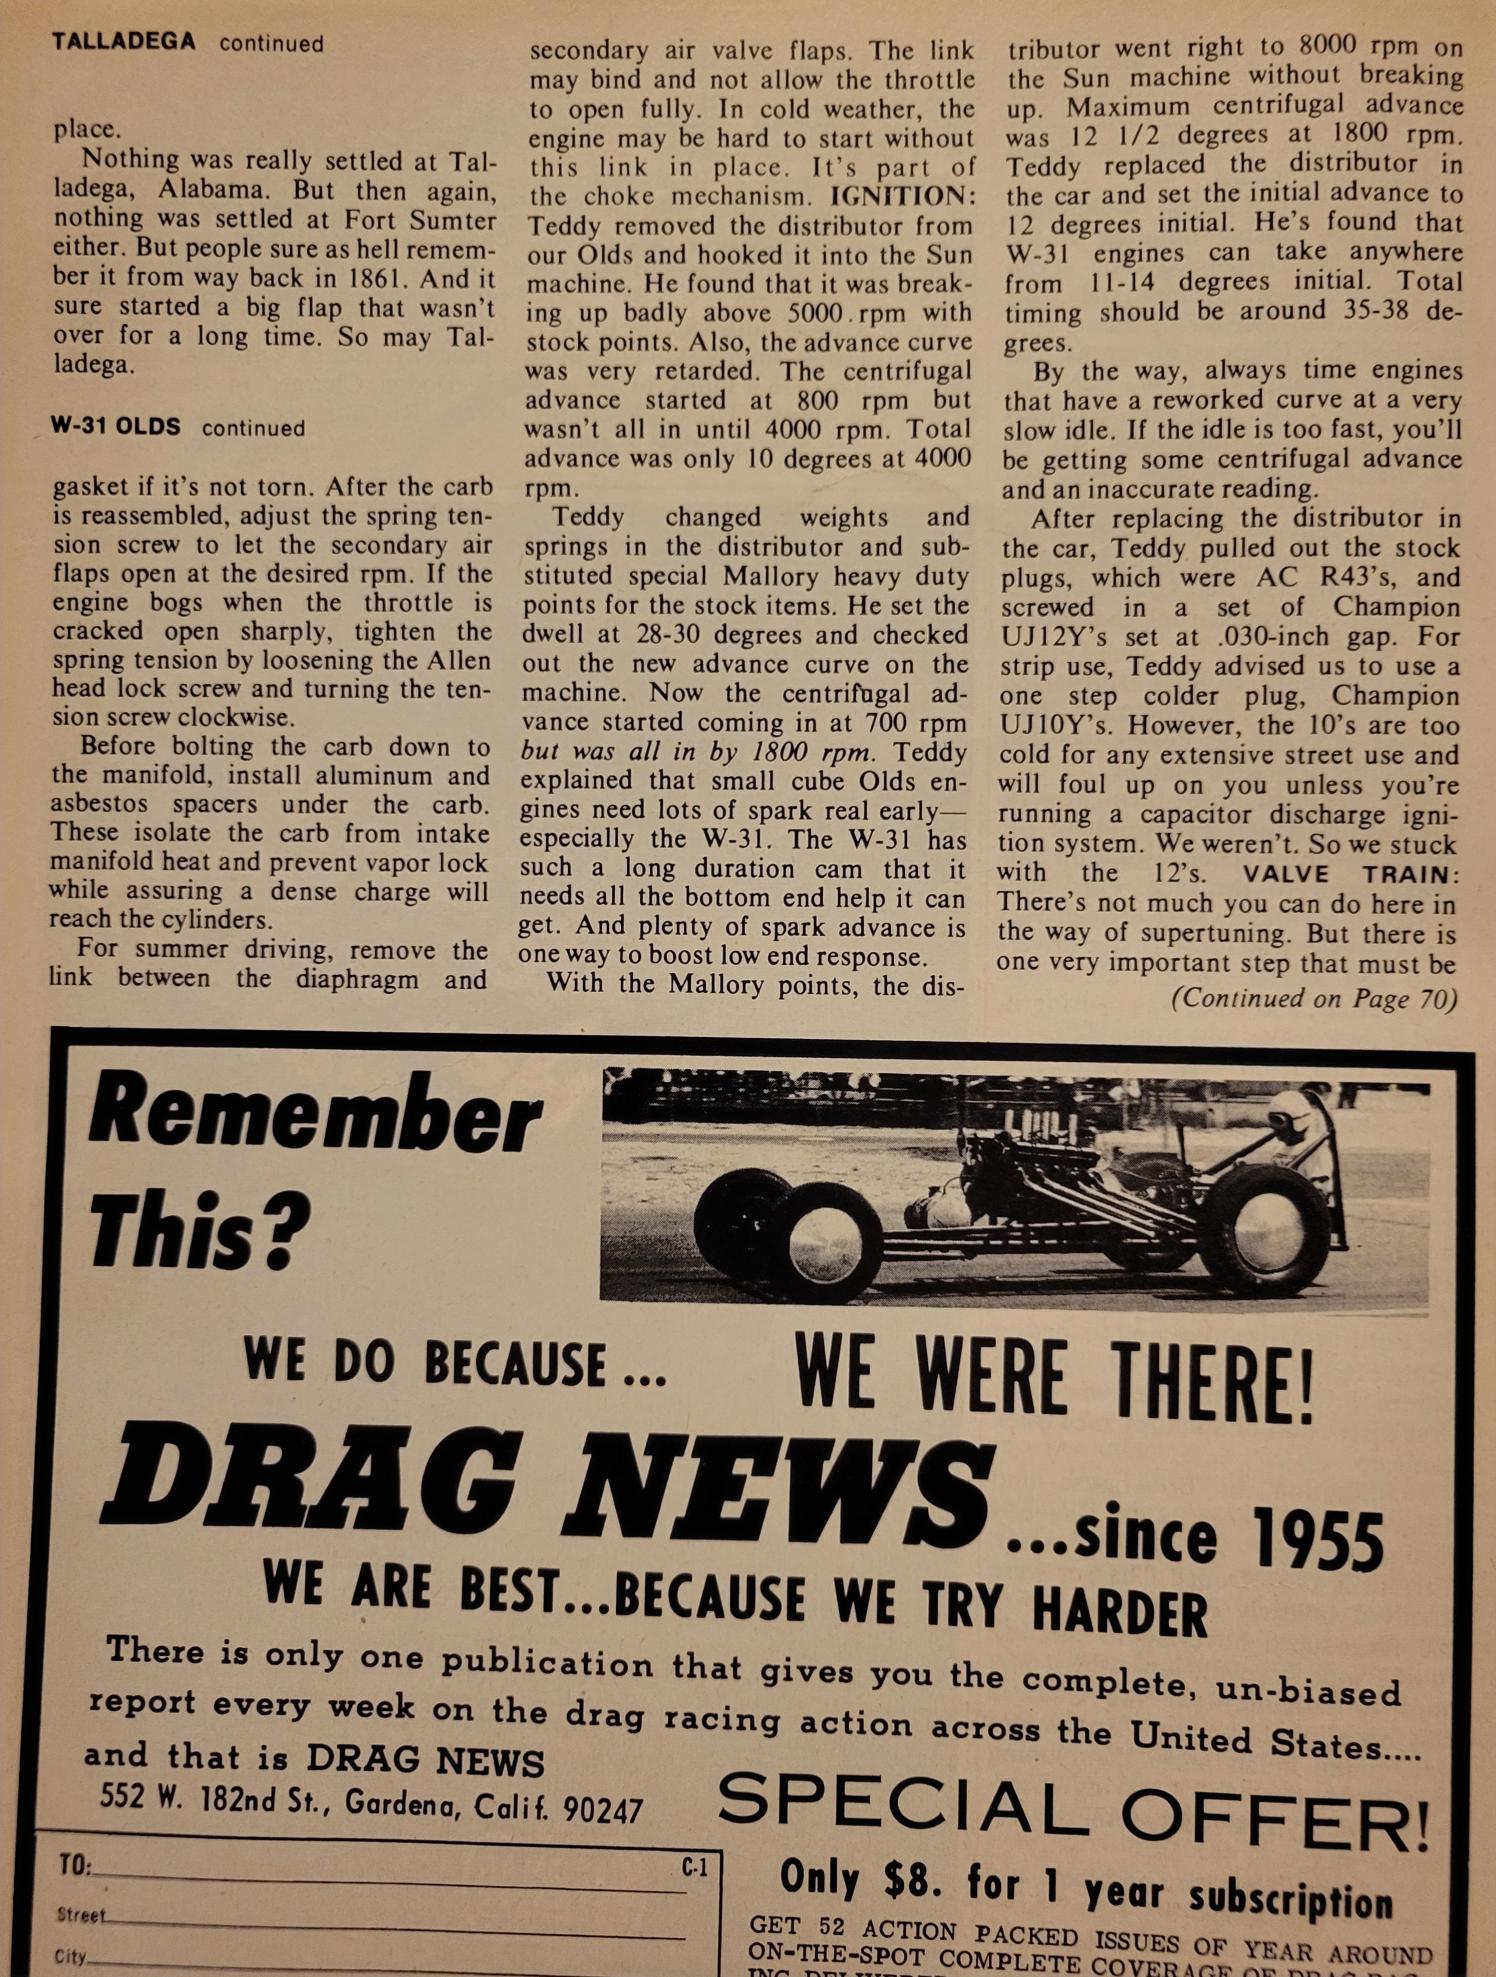 TALLADEGA continued
place.
Nothing was really settled at Tal-
ladega, Alabama. But then again,
nothing was settled at Fort Sumter
either. But people sure as hell remem-
ber it from way back in 1861. And it
sure started a big flap that wasn't
over for a long time. So may Tal-
ladega.
W-31 OLDS continued
gasket if it's not torn. After the carb
is reassembled, adjust the spring ten-
sion screw to let the secondary air
flaps open at the desired rpm. If the
engine bogs when the throttle is
cracked open sharply, tighten the
spring tension by loosening the Allen
head lock screw and turning the ten-
sion screw clockwise.
Before bolting the carb down to
the manifold, install aluminum and
asbestos spacers under the carb.
These isolate the carb from intake
manifold heat and prevent vapor lock
while assuring a dense charge will
reach the cylinders.
For summer driving, remove the
link between the diaphragm and
secondary air valve flaps. The link
may bind and not allow the throttle
to open fully. In cold weather, the
engine may be hard to start without
this link in place. It's part of
the choke mechanism. IGNITION:
Teddy removed the distributor from
our Olds and hooked it into the Sun
machine. He found that it was break-
ing up badly above 5000 rpm with
stock points. Also, the advance curve
was very retarded. The centrifugal
advance started at 800 rpm but
wasn't all in until 4000 rpm. Total
advance was only 10 degrees at 4000
rpm.
Teddy changed weights and
springs in the distributor and sub-
stituted special Mallory heavy duty
points for the stock items. He set the
dwell at 28-30 degrees and checked
out the new advance curve on the
machine. Now the centrifugal ad-
vance started coming in at 700 rpm
but was all in by 1800 rpm. Teddy
explained that small cube Olds en-
gines need lots of spark real early—
especially the W-31. The W-31 has
such a long duration cam that it
needs all the bottom end help it can
get. And plenty of spark advance is
one way to boost low end response.
With the Mallory points, the dis-
tributor went right to 8000 rpm on
the Sun machine without breaking
up. Maximum centrifugal advance
was 12 1/2 degrees at 1800 rpm.
Teddy replaced the distributor in
the car and set the initial advance to
12 degrees initial. He's found that
W-31 engines can take anywhere
from 11-14 degrees initial. Total
timing should be around 35-38 de-
grees.
By the way, always time engines
that have a reworked curve at a very
slow idle. If the idle is too fast, you'll
be getting some centrifugal advance
and an inaccurate reading.
After replacing the distributor in
the car, Teddy pulled out the stock
plugs, which were AC R43's, and
screwed in a set of Champion
UJ12Y's set at .030-inch gap. For
strip use, Teddy advised us to use a
one step colder plug, Champion
UJ10Y's. However, the 10's are too
cold for any extensive street use and
will foul up on you unless you're
running a capacitor discharge igni-
tion system. We weren't. So we stuck
with the 12's. VALVE TRAIN:
There's not much you can do here in
the way of supertuning. But there is
one very important step that must be
(Continued on Page 70)
Remember
This?
WE DO BECAUSE ... WE WERE THERE!
DRAG NEWS ...since 1955
WE ARE BEST...BECAUSE WE TRY HARDER
There is only one publication that gives you the complete, un-biased
report every week on the drag racing action across the United States....
and that is DRAG NEWS
552 W. 182nd St., Gardena, Calif. 90247
SPECIAL OFFER!
TO: C-1
Street
City
Only $8. for 1 year subscription
GET 52 ACTION PACKED ISSUES OF YEAR AROUND
ON-THE-SPOT COMPLETE COVERAGE OF